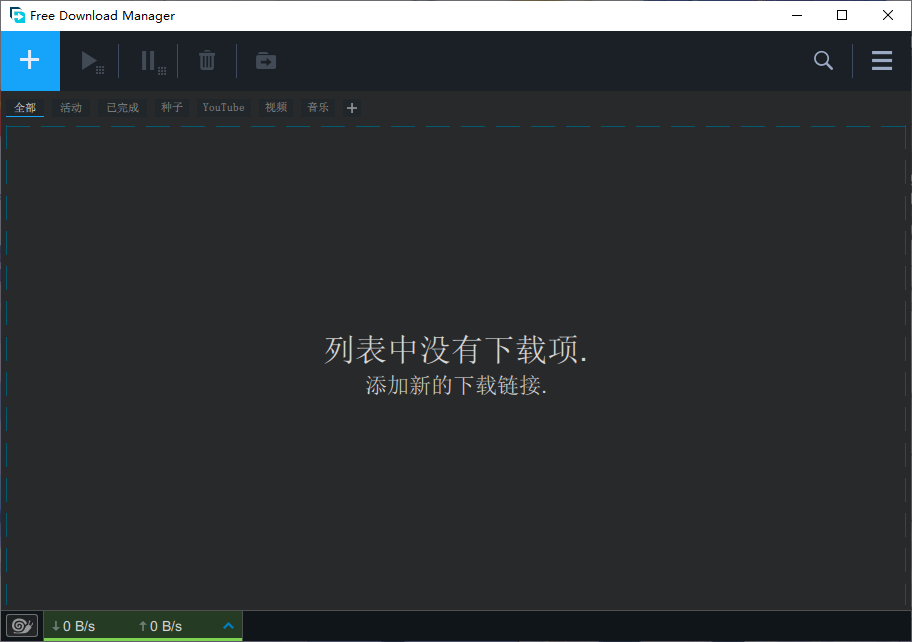 Free Download Manager
全部 活动 已完成 种子 YouTube 视频 音乐
列表中没有下载项.
添加新的下载链接.
↓0 B/s ↑0 B/s